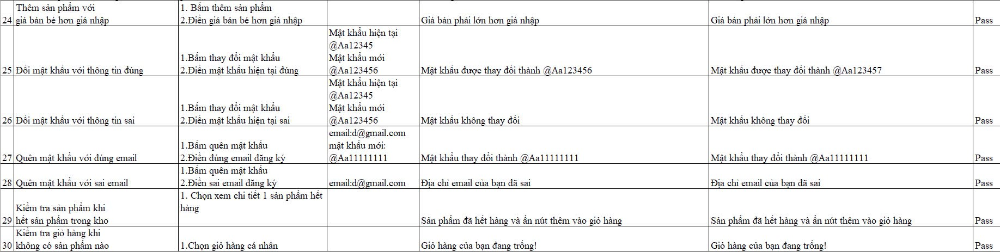 Thêm sản phẩm với
giá bán bé hơn giá nhập
1. Bấm thêm sản phẩm
2.Điền giá bán bé hơn giá nhập
24
Giá bán phải lớn hơn giá nhập
Giá bán phải lớn hơn giá nhập
Pass
25
Đổi mật khẩu với thông tin đúng
1.Bấm thay đổi mật khẩu
2.Điền mật khẩu hiện tại đúng
Mật khẩu hiện tại
@Aa12345
Mật khẩu mới
@Aa123456
Mật khẩu được thay đổi thành @Aa123456
Mật khẩu được thay đổi thành @Aa123457
Pass
26
Đổi mật khẩu với thông tin sai
1.Bấm thay đổi mật khẩu
2.Điền mật khẩu hiện tại sai
Mật khẩu hiện tại
@Aa12345
Mật khẩu mới
@Aa123456
Mật khẩu không thay đổi
Mật khẩu không thay đổi
Pass
27
Quên mật khẩu với đúng email
1.Bấm quên mật khẩu
2.Điền đúng email đăng ký
email:d@gmail.com
mật khẩu mới:
@Aa11111111
Mật khẩu thay đổi thành @Aa11111111
Mật khẩu thay đổi thành @Aa11111111
Pass
28
Quên mật khẩu với sai email
1.Bấm quên mật khẩu
2.Điền sai email đăng ký
email:d@gmail.com
Địa chỉ email của bạn đã sai
Địa chỉ email của bạn đã sai
Pass
29
Kiểm tra sản phẩm khi
hết sản phẩm trong kho
1. Chọn xem chi tiết 1 sản phẩm hết
hàng
Sản phẩm đã hết hàng và ẩn nút thêm vào giỏ hàng
Sản phẩm đã hết hàng và ẩn nút thêm vào giỏ hàng
Pass
30
Kiểm tra giỏ hàng khi
không có sản phẩm nào
1.Chọn giỏ hàng cá nhân
Giỏ hàng của bạn đang trống!
Giỏ hàng của bạn đang trống!
Pass